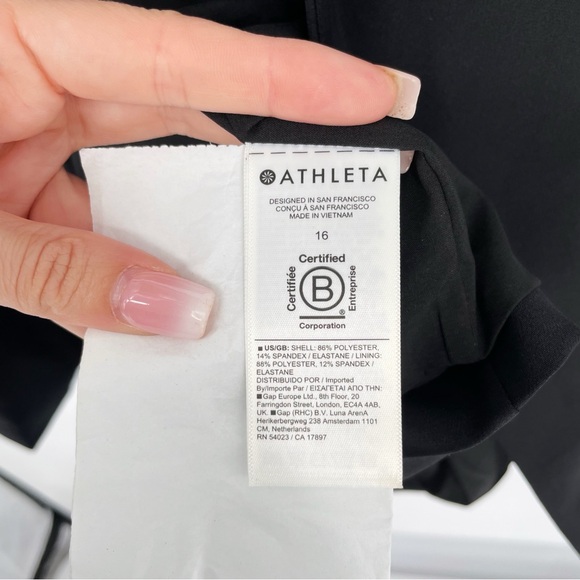 ATHLETA
DESIGNED IN SAN FRANCISCO
CONÇU À SAN FRANCISCO
MADE IN VIETNAM
16
Certified
Certifiée
B
Entreprise
®
Corporation
■ US/GB: SHELL: 86% POLYESTER,
14% SPANDEX / ELASTANE / LINING:
88% POLYESTER, 12% SPANDEX /
ELASTANE
DISTRIBUIDO POR / Imported
By/Importe Par / ΕΙΣΑΓΕΤΑΙ ΑΠΟ ΤΗΝ:
■ Gap Europe Ltd., 8th Floor, 20
Farringdon Street, London, EC4A 4AB,
UK. ■ Gap (RHC) B.V. Luna ArenA
Herikerbergweg 238 Amsterdam 1101
CM, Netherlands
RN 54023 / CA 17897